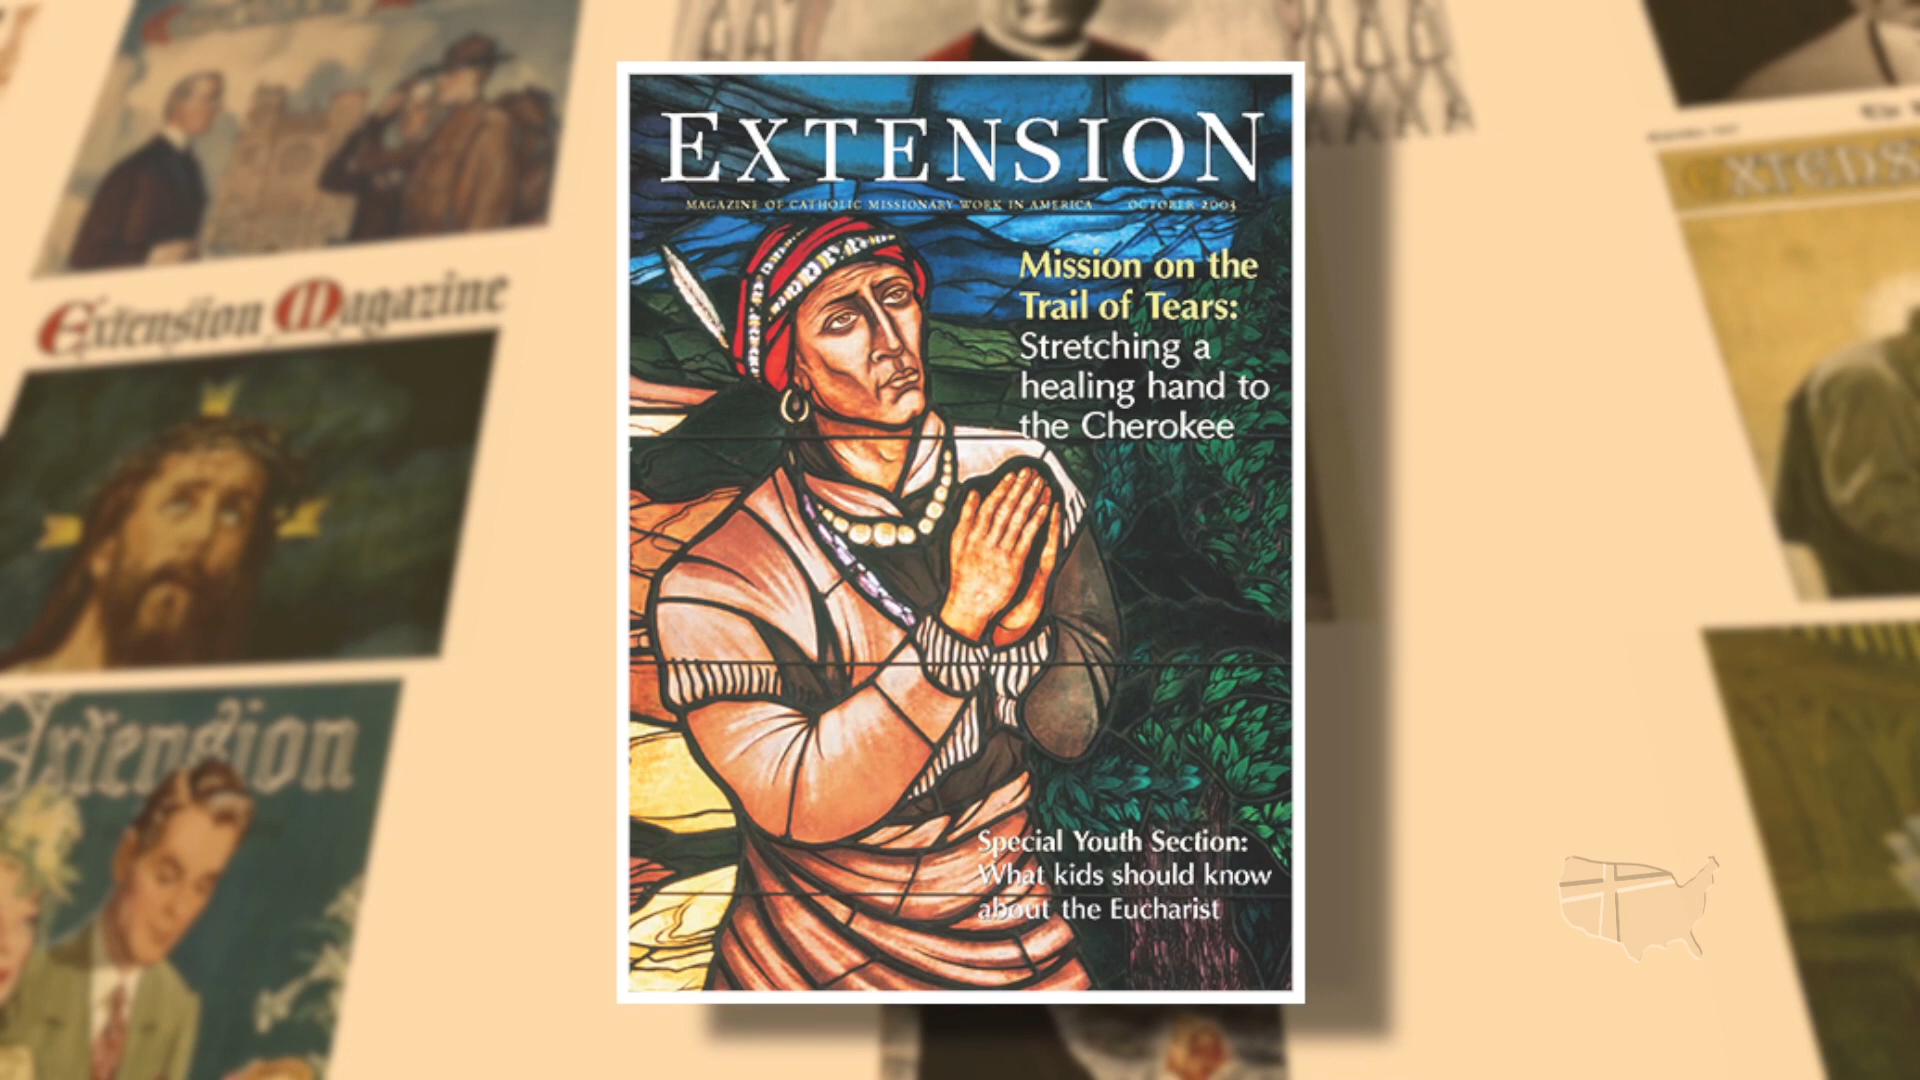 EXTENSION
MAGAZINE OF CATHOLIC MISSIONARY WORK IN AMERICA OCTOBER 2003
Mission on the
Trail of Tears:
Stretching a
healing hand to
the Cherokee
Special Youth Section:
What kids should know
about the Eucharist
Extension Magazine
Extension